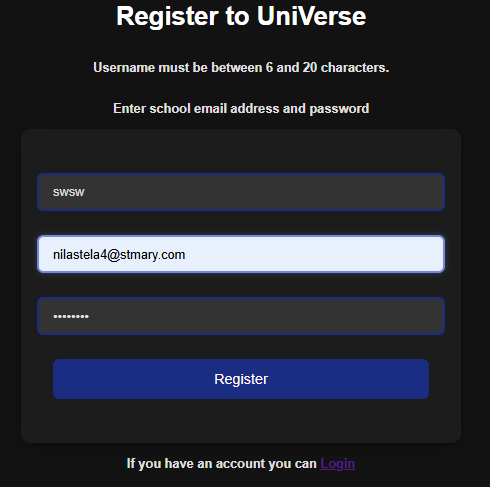 Register to UniVerse
Username must be between 6 and 20 characters.
Enter school email address and password
swsw
nilastela4@stmary.com
••••••••
Register
If you have an account you can Login